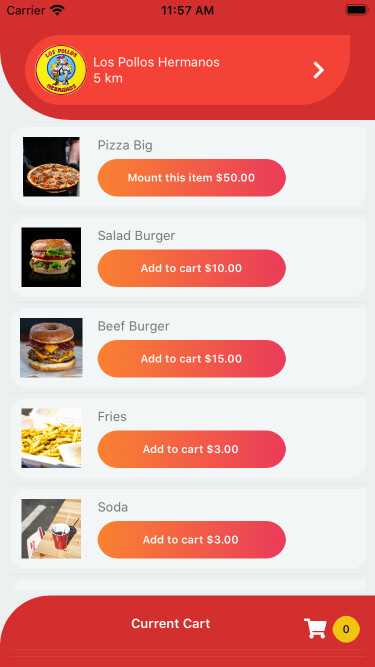 Carrier
11:57 AM
LOS POLLOS
HERMANOS
Los Pollos Hermanos
5 km
Pizza Big
Mount this item $50.00
Salad Burger
Add to cart $10.00
Beef Burger
Add to cart $15.00
Fries
Add to cart $3.00
Soda
Add to cart $3.00
Current Cart
0